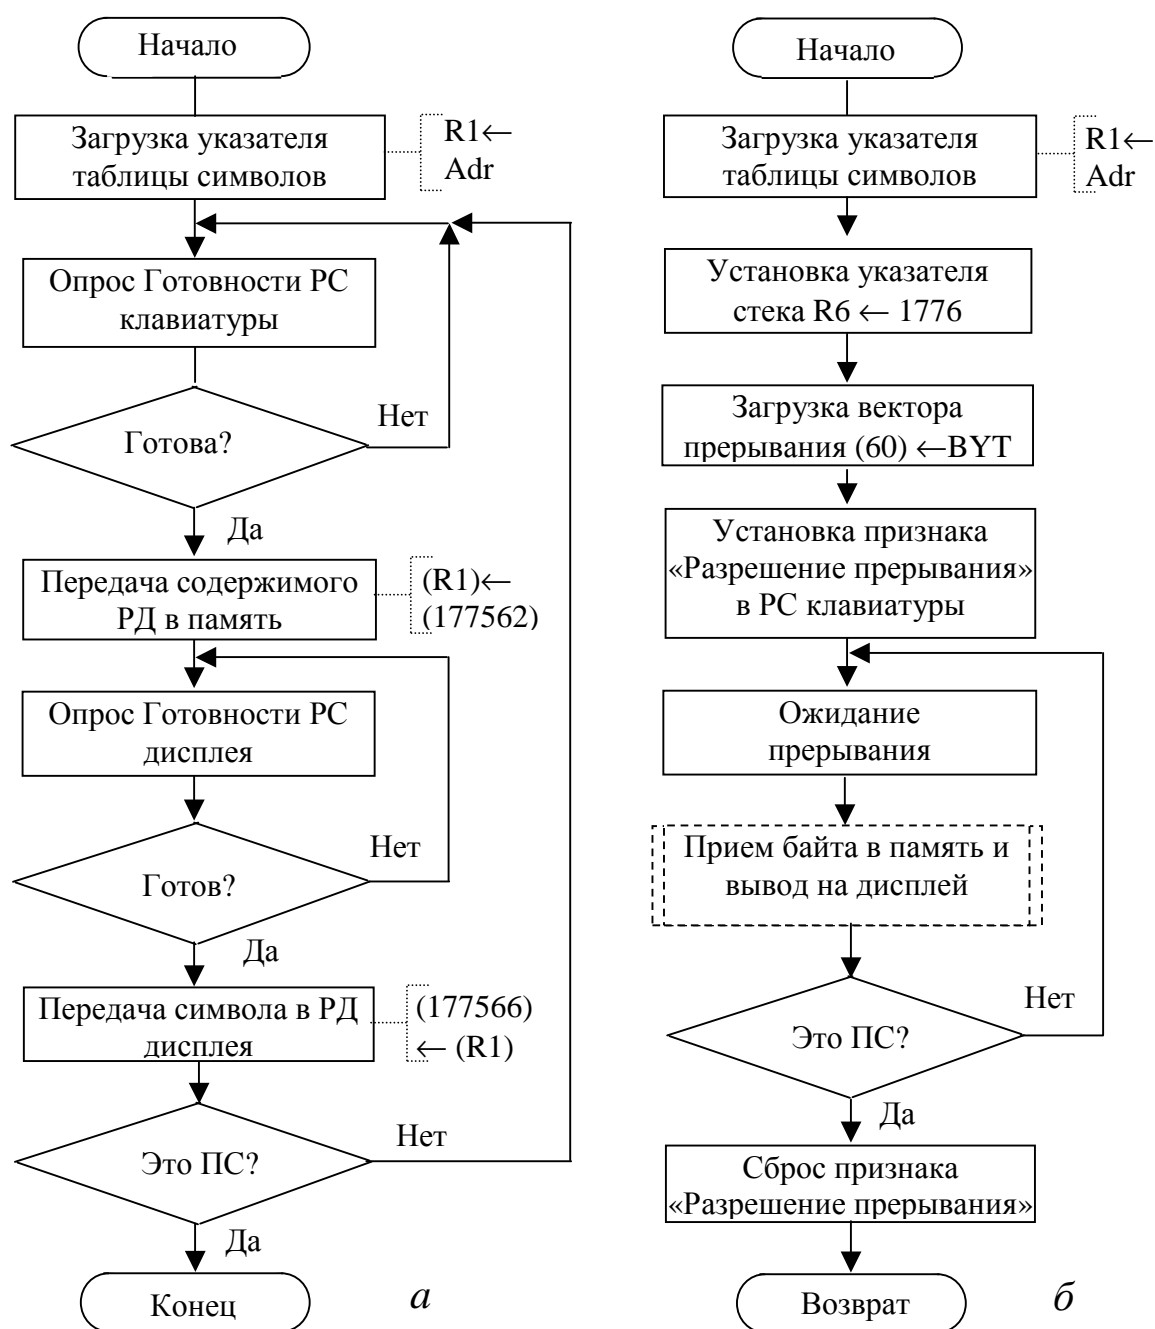 Начало
Загрузка указателя
таблицы символов
R1←
Adr
Опрос Готовности РС
клавиатуры
Готова?
Нет
Да
Передача содержимого
РД в память
(R1)←
(177562)
Опрос Готовности РС
дисплея
Готов?
Нет
Да
Передача символа в РД
дисплея
(177566)
← (R1)
Это ПС?
Нет
Да
Конец
а
Начало
Загрузка указателя
таблицы символов
R1←
Adr
Установка указателя
стека R6 ← 1776
Загрузка вектора
прерывания (60) ←BYT
Установка признака
«Разрешение прерывания»
в РС клавиатуры
Ожидание
прерывания
Прием байта в память и
вывод на дисплей
Это ПС?
Нет
Да
Сброс признака
«Разрешение прерывания»
Возврат
б